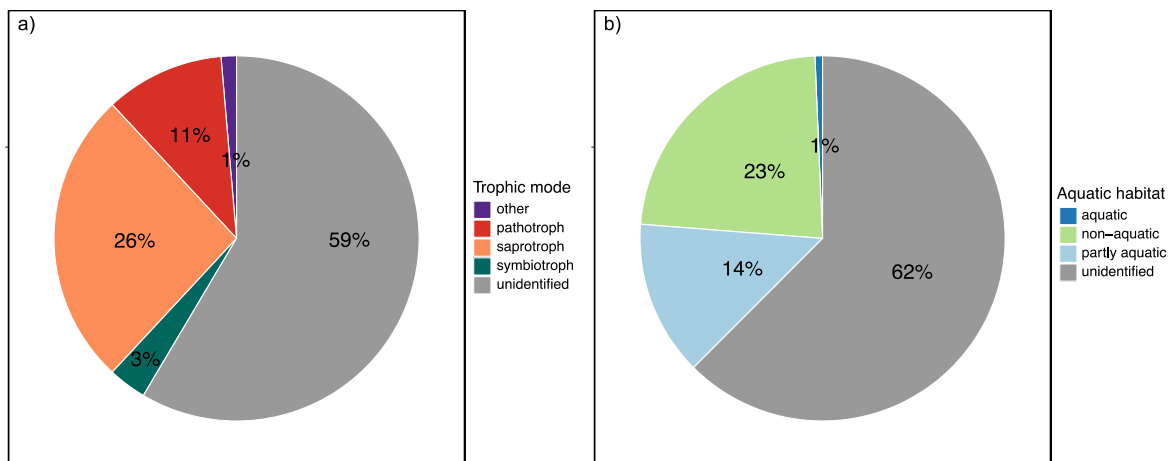 a)
11%
1%
26%
59%
3%
Trophic mode
other
pathotroph
saprotroph
symbiotroph
unidentified
b)
1%
23%
14%
62%
Aquatic habitat
aquatic
non−aquatic
partly aquatic
unidentified